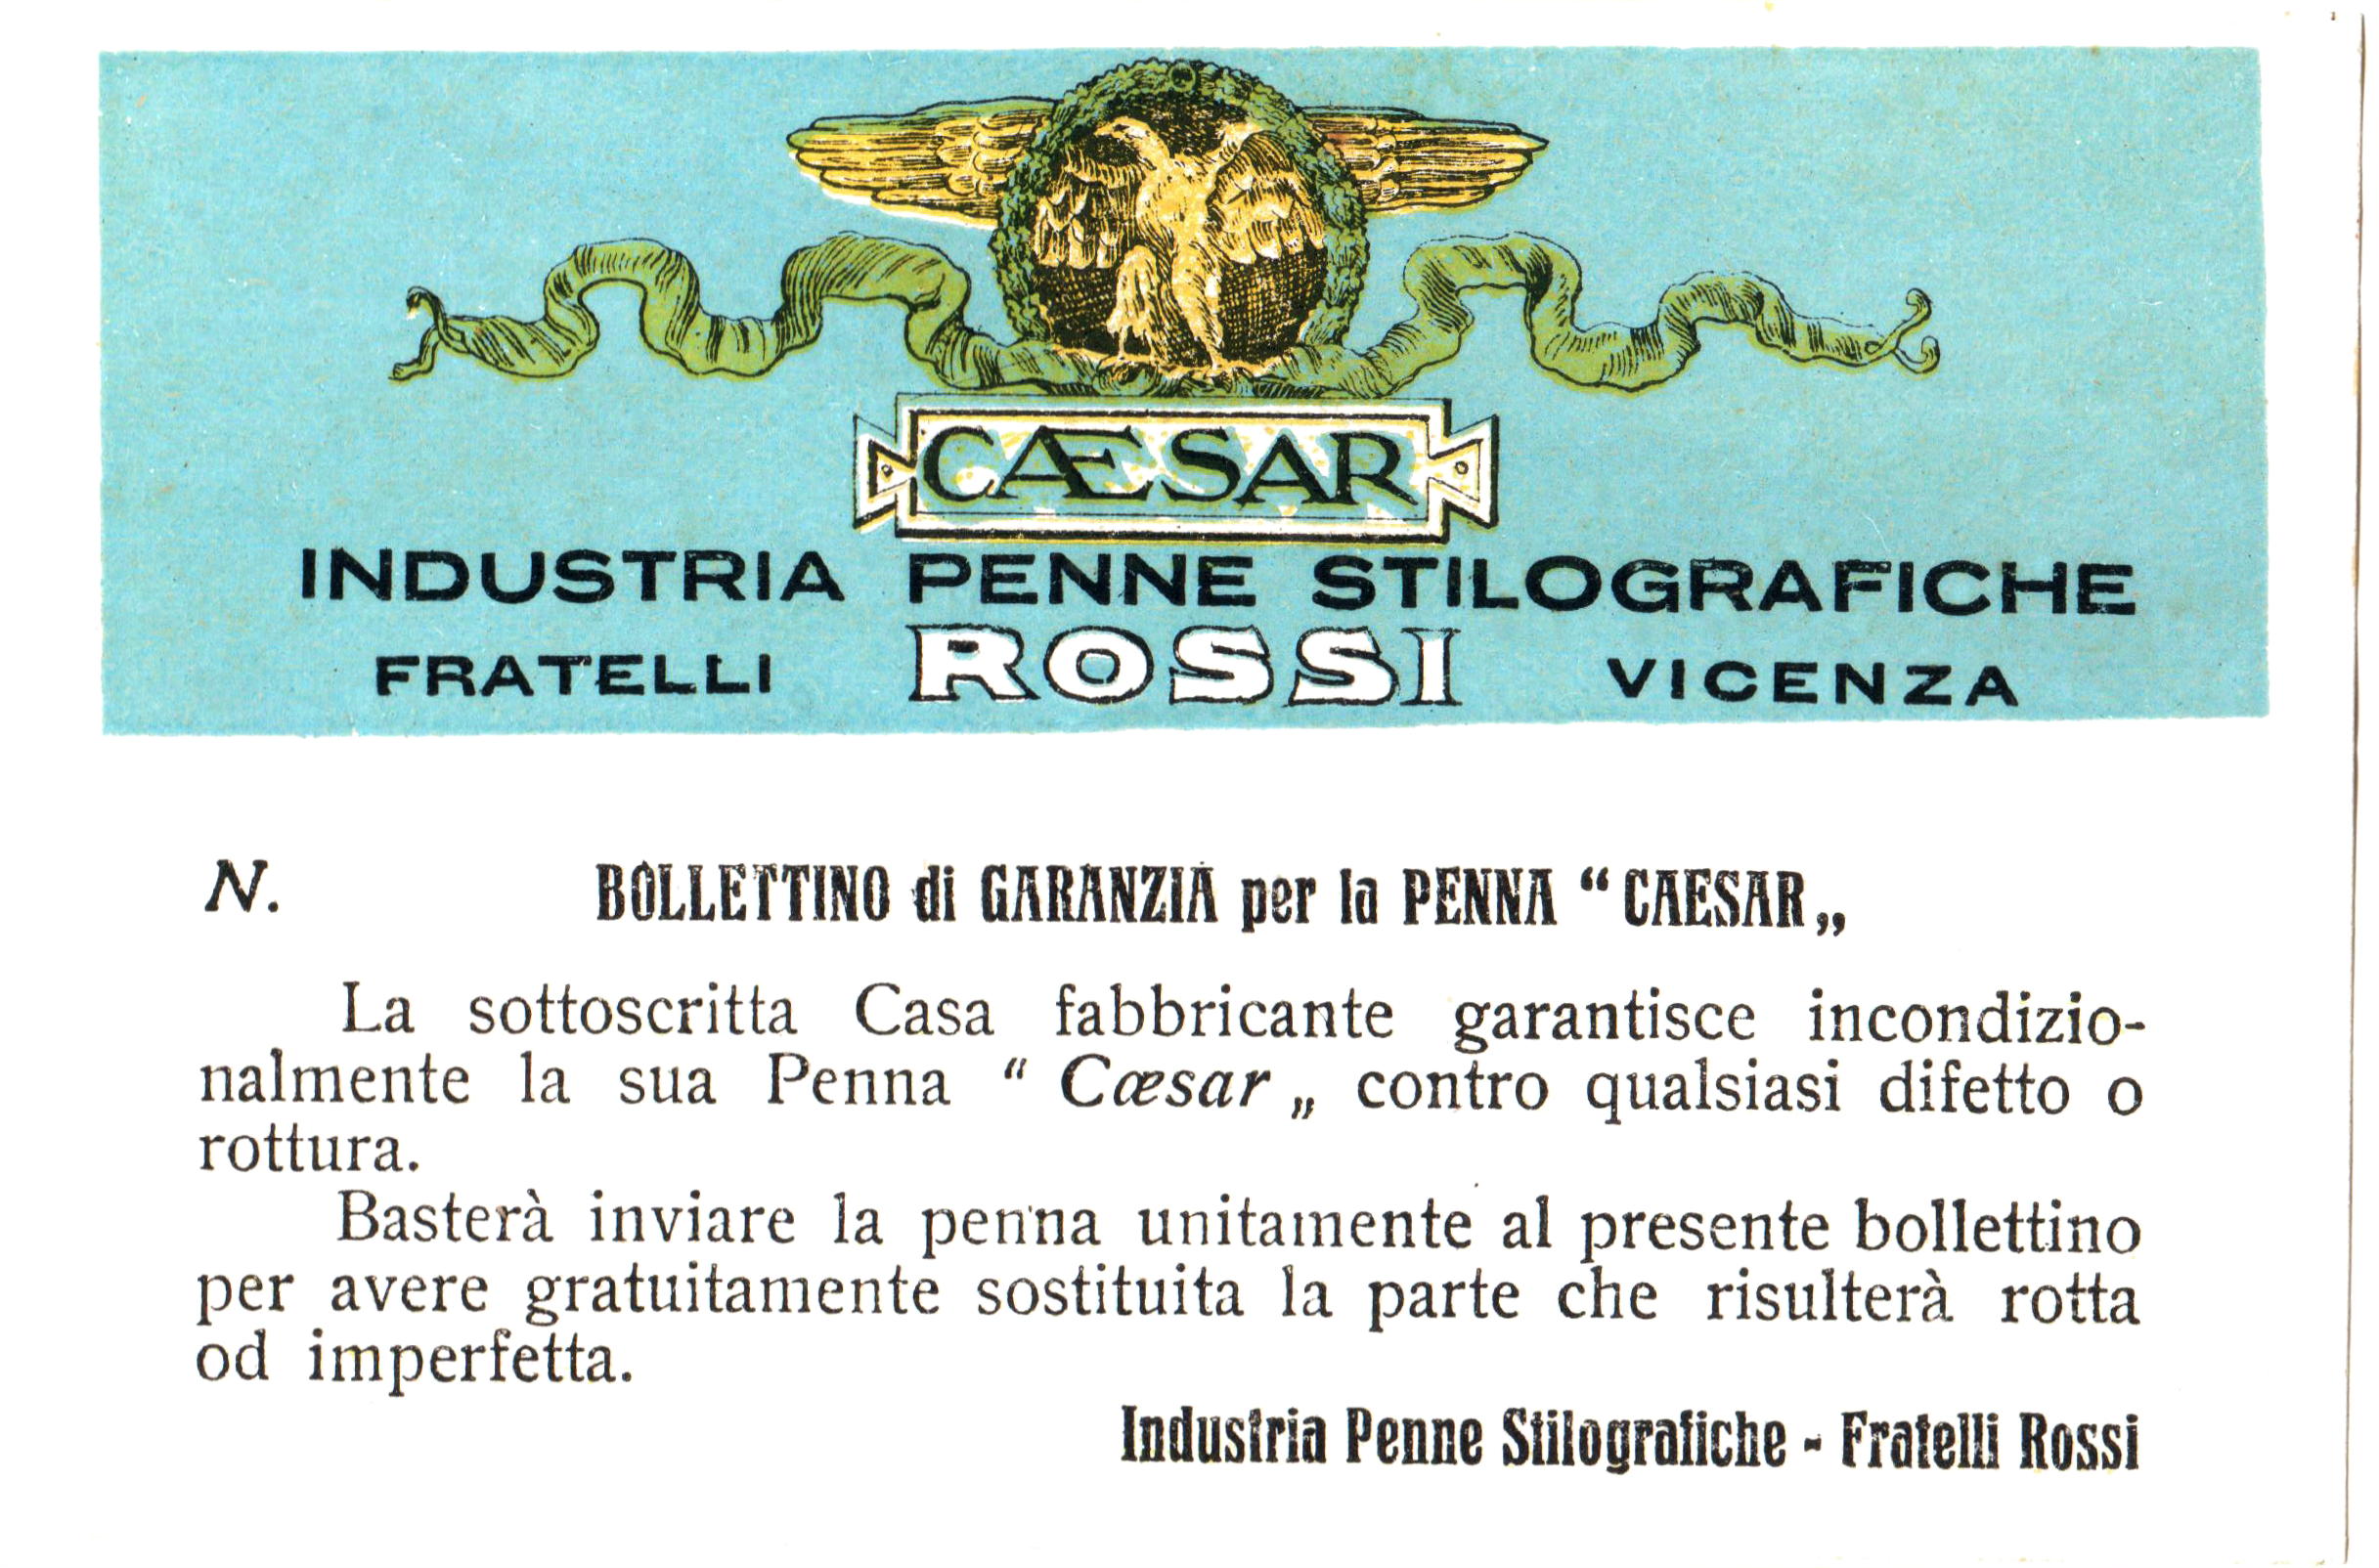 CÆSAR
INDUSTRIA PENNE STILOGRAFICHE
FRATELLI ROSSI VICENZA
N. BOLLETTINO di GARANZIA per la PENNA “ CAESAR „
La sottoscritta Casa fabbricante garantisce incondizio-
nalmente la sua Penna “ Cæsar „ contro qualsiasi difetto o
rottura.
Basterà inviare la penna unitamente al presente bollettino
per avere gratuitamente sostituita la parte che risulterà rotta
od imperfetta.
Industria Penne Stilografiche - Fratelli Rossi